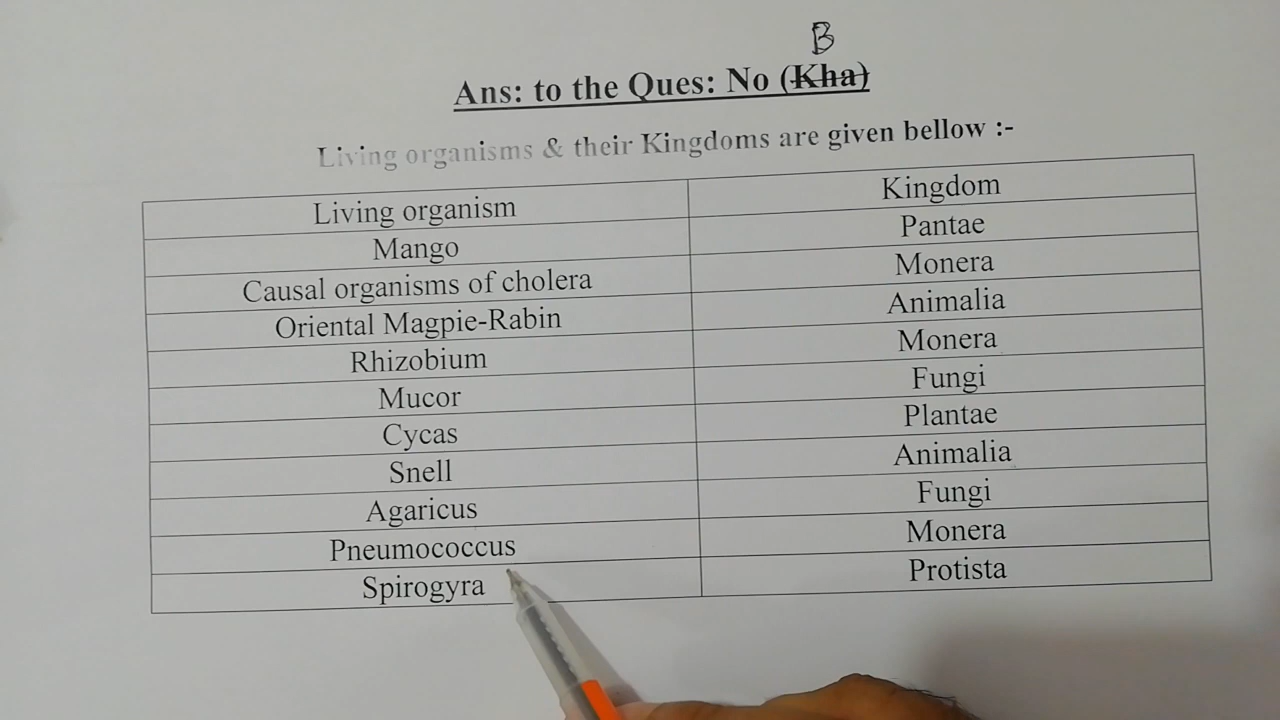 B
Ans: to the Ques: No (Kha)
Living organisms & their Kingdoms are given bellow :-
Living organism Kingdom
Mango Pantae
Causal organisms of cholera Monera
Oriental Magpie-Rabin Animalia
Rhizobium Monera
Mucor Fungi
Cycas Plantae
Snell Animalia
Agaricus Fungi
Pneumococcus Monera
Spirogyra Protista